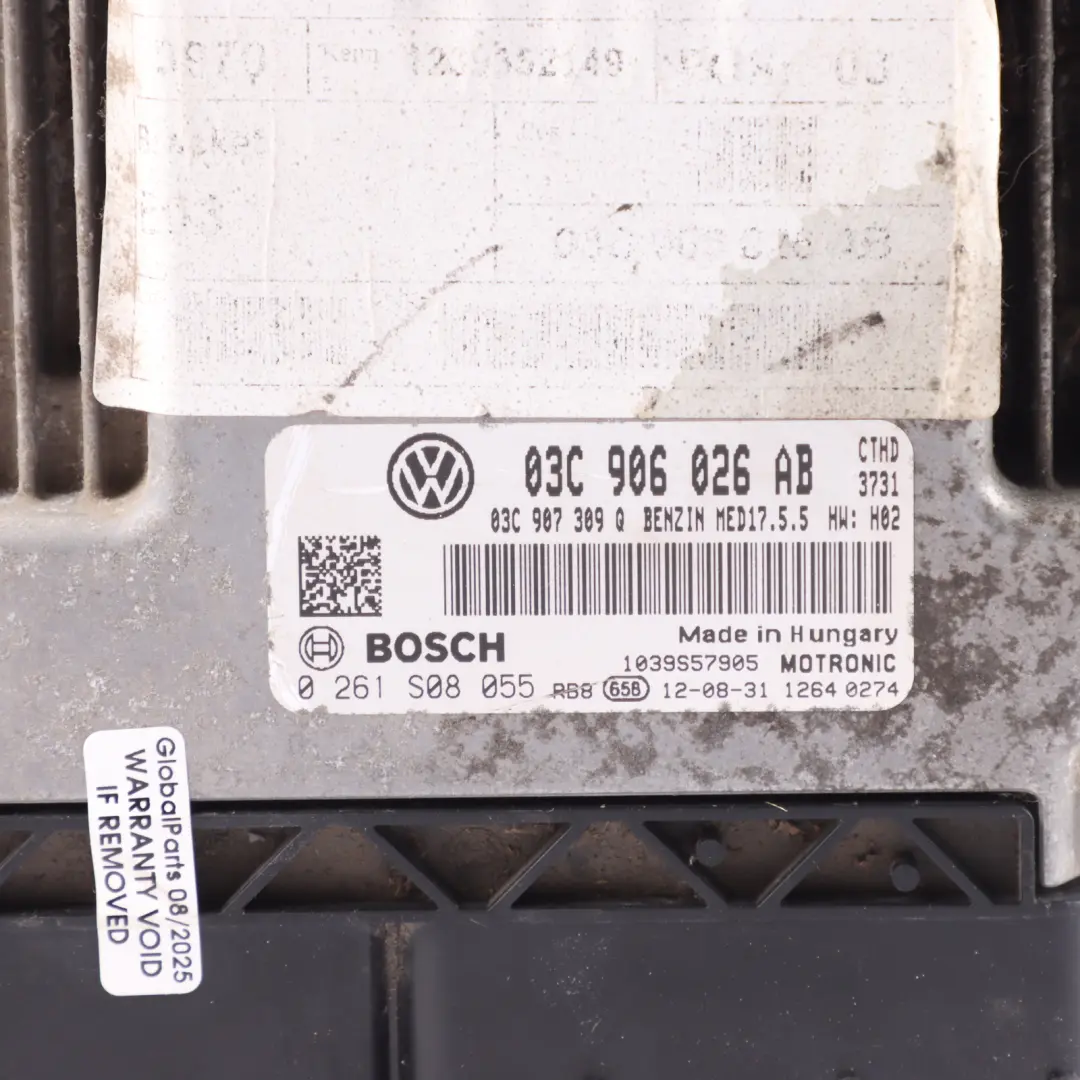 03
03C 906 026 AB
CTHD
3731
03C 907 309 Q BENZIN MED17.5.5 HW: H02
BOSCH
Made in Hungary
1039S57905 MOTRONIC
0 261 S08 055 RB8 658 12-08-31 1264 0274
GlobalParts 08/2025
WARRANTY VOID
IF REMOVED